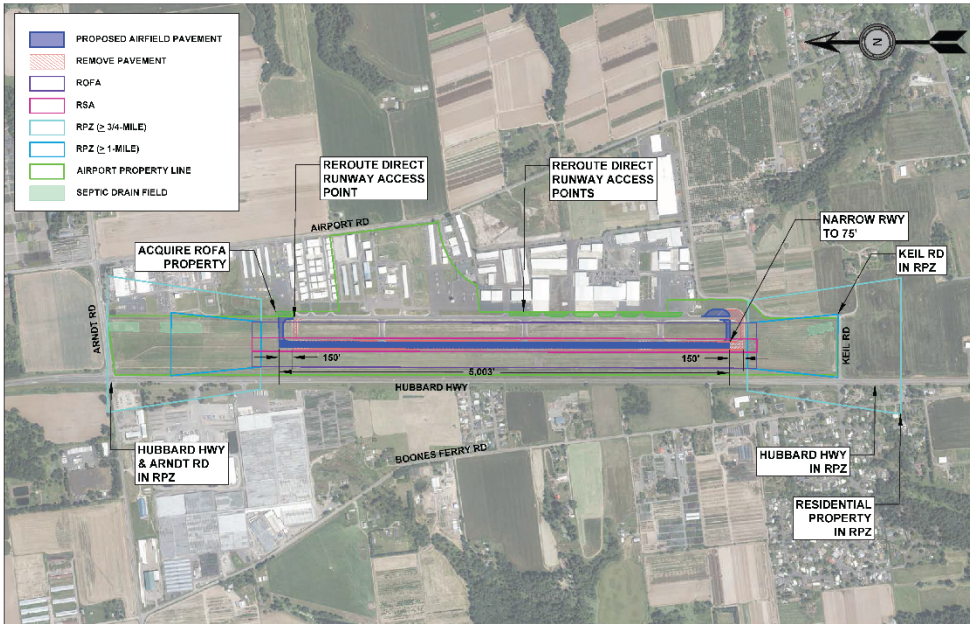 PROPOSED AIRFIELD PAVEMENT
REMOVE PAVEMENT
ROFA
RSA
RPZ (≥ 3/4-MILE)
RPZ (≥ 1-MILE)
AIRPORT PROPERTY LINE
SEPTIC DRAIN FIELD
N
REROUTE DIRECT
RUNWAY ACCESS
POINT
REROUTE DIRECT
RUNWAY ACCESS
POINTS
AIRPORT RD
NARROW RWY
TO 75'
ACQUIRE ROFA
PROPERTY
KEIL RD
IN RPZ
ARNDT RD
KEIL RD
150'
150'
5,003'
HUBBARD HWY
BOONES FERRY RD
HUBBARD HWY
& ARNDT RD
IN RPZ
HUBBARD HWY
IN RPZ
RESIDENTIAL
PROPERTY
IN RPZ